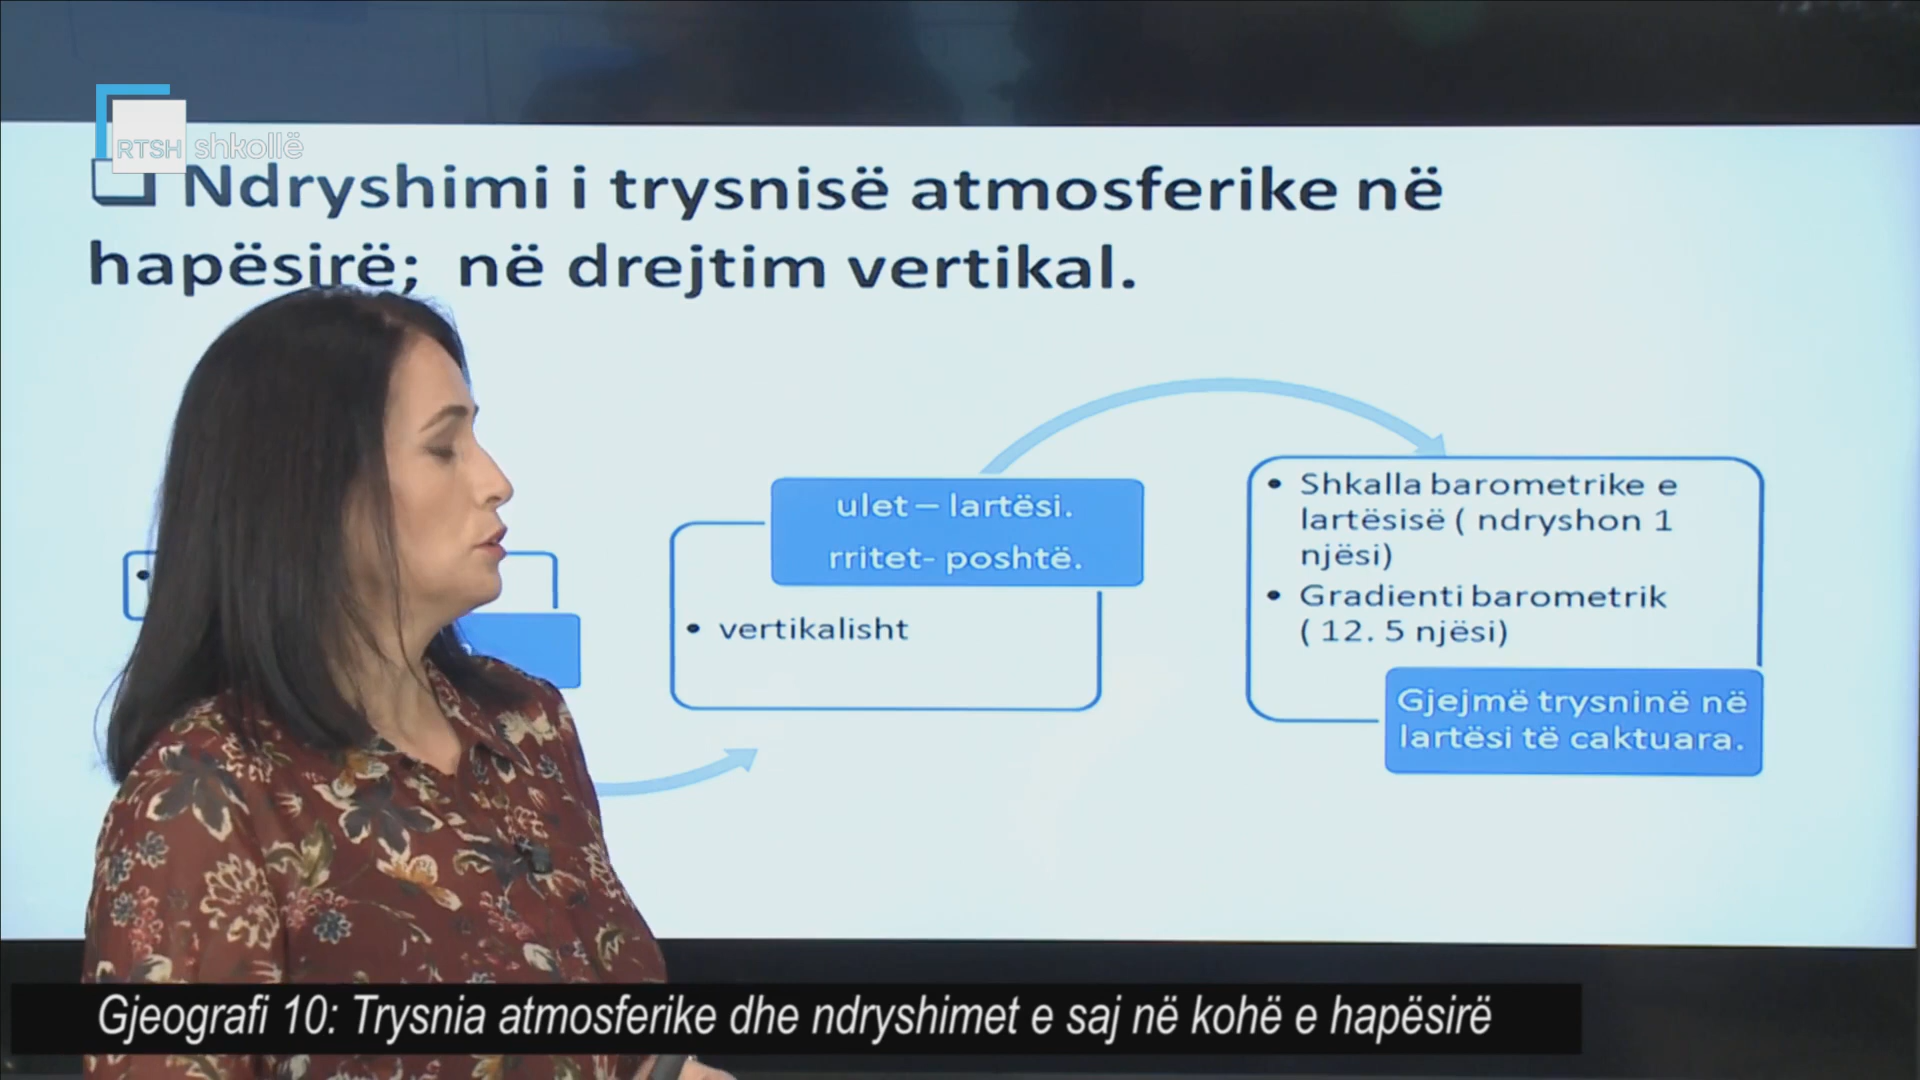 RTSH shkollë
Ndryshimi i trysnisë atmosferike në
hapësirë; në drejtim vertikal.
ulet – lartësi.
rritet- poshtë.
• vertikalisht
• Shkalla barometrike e
lartësisë ( ndryshon 1
njësi)
• Gradienti barometrik
( 12. 5 njësi)
Gjejmë trysninë në
lartësi të caktuara.
Gjeografi 10: Trysnia atmosferike dhe ndryshimet e saj në kohë e hapësirë